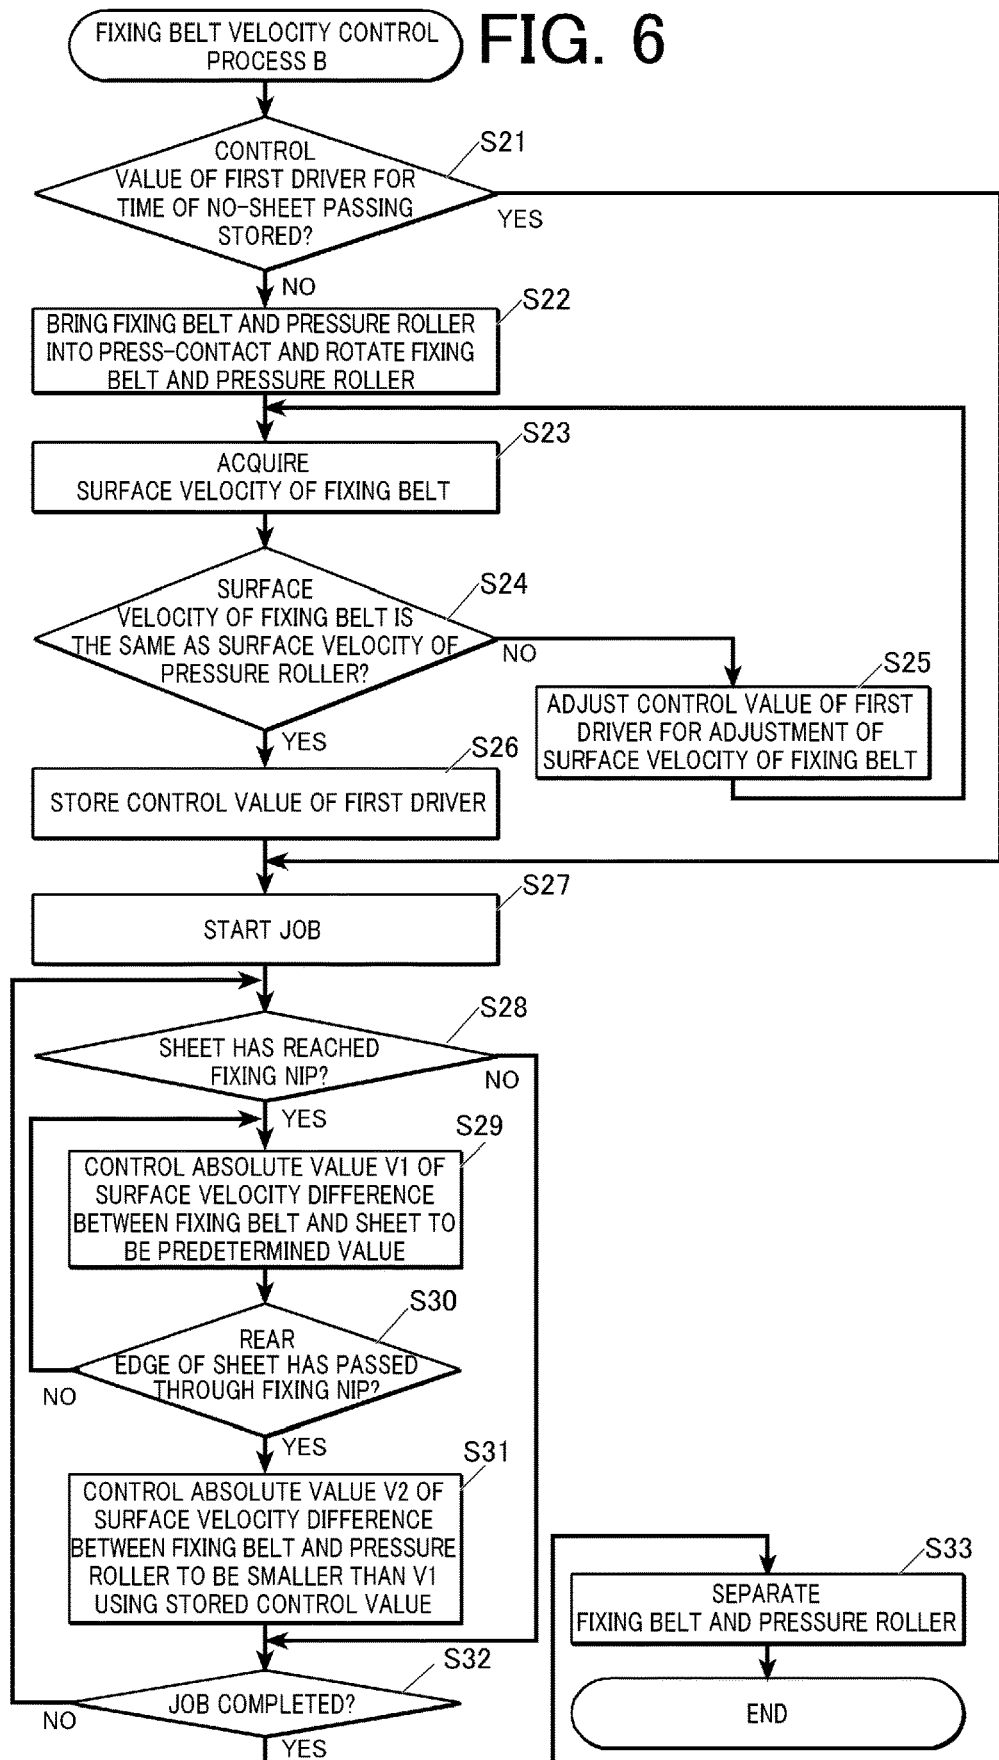 FIG. 6
FIXING BELT VELOCITY CONTROL
PROCESS B
S21
CONTROL
VALUE OF FIRST DRIVER FOR
TIME OF NO-SHEET PASSING
STORED?
YES
NO
S22
BRING FIXING BELT AND PRESSURE ROLLER
INTO PRESS-CONTACT AND ROTATE FIXING
BELT AND PRESSURE ROLLER
S23
ACQUIRE
SURFACE VELOCITY OF FIXING BELT
S24
SURFACE
VELOCITY OF FIXING BELT IS
THE SAME AS SURFACE VELOCITY OF
PRESSURE ROLLER?
NO
S25
ADJUST CONTROL VALUE OF FIRST
DRIVER FOR ADJUSTMENT OF
SURFACE VELOCITY OF FIXING BELT
YES
S26
STORE CONTROL VALUE OF FIRST DRIVER
S27
START JOB
S28
SHEET HAS REACHED
FIXING NIP?
NO
YES
S29
CONTROL ABSOLUTE VALUE V1 OF
SURFACE VELOCITY DIFFERENCE
BETWEEN FIXING BELT AND SHEET TO
BE PREDETERMINED VALUE
S30
REAR
EDGE OF SHEET HAS PASSED
THROUGH FIXING NIP?
NO
YES
S31
CONTROL ABSOLUTE VALUE V2 OF
SURFACE VELOCITY DIFFERENCE
BETWEEN FIXING BELT AND PRESSURE
ROLLER TO BE SMALLER THAN V1
USING STORED CONTROL VALUE
S32
JOB COMPLETED?
NO
YES
S33
SEPARATE
FIXING BELT AND PRESSURE ROLLER
END